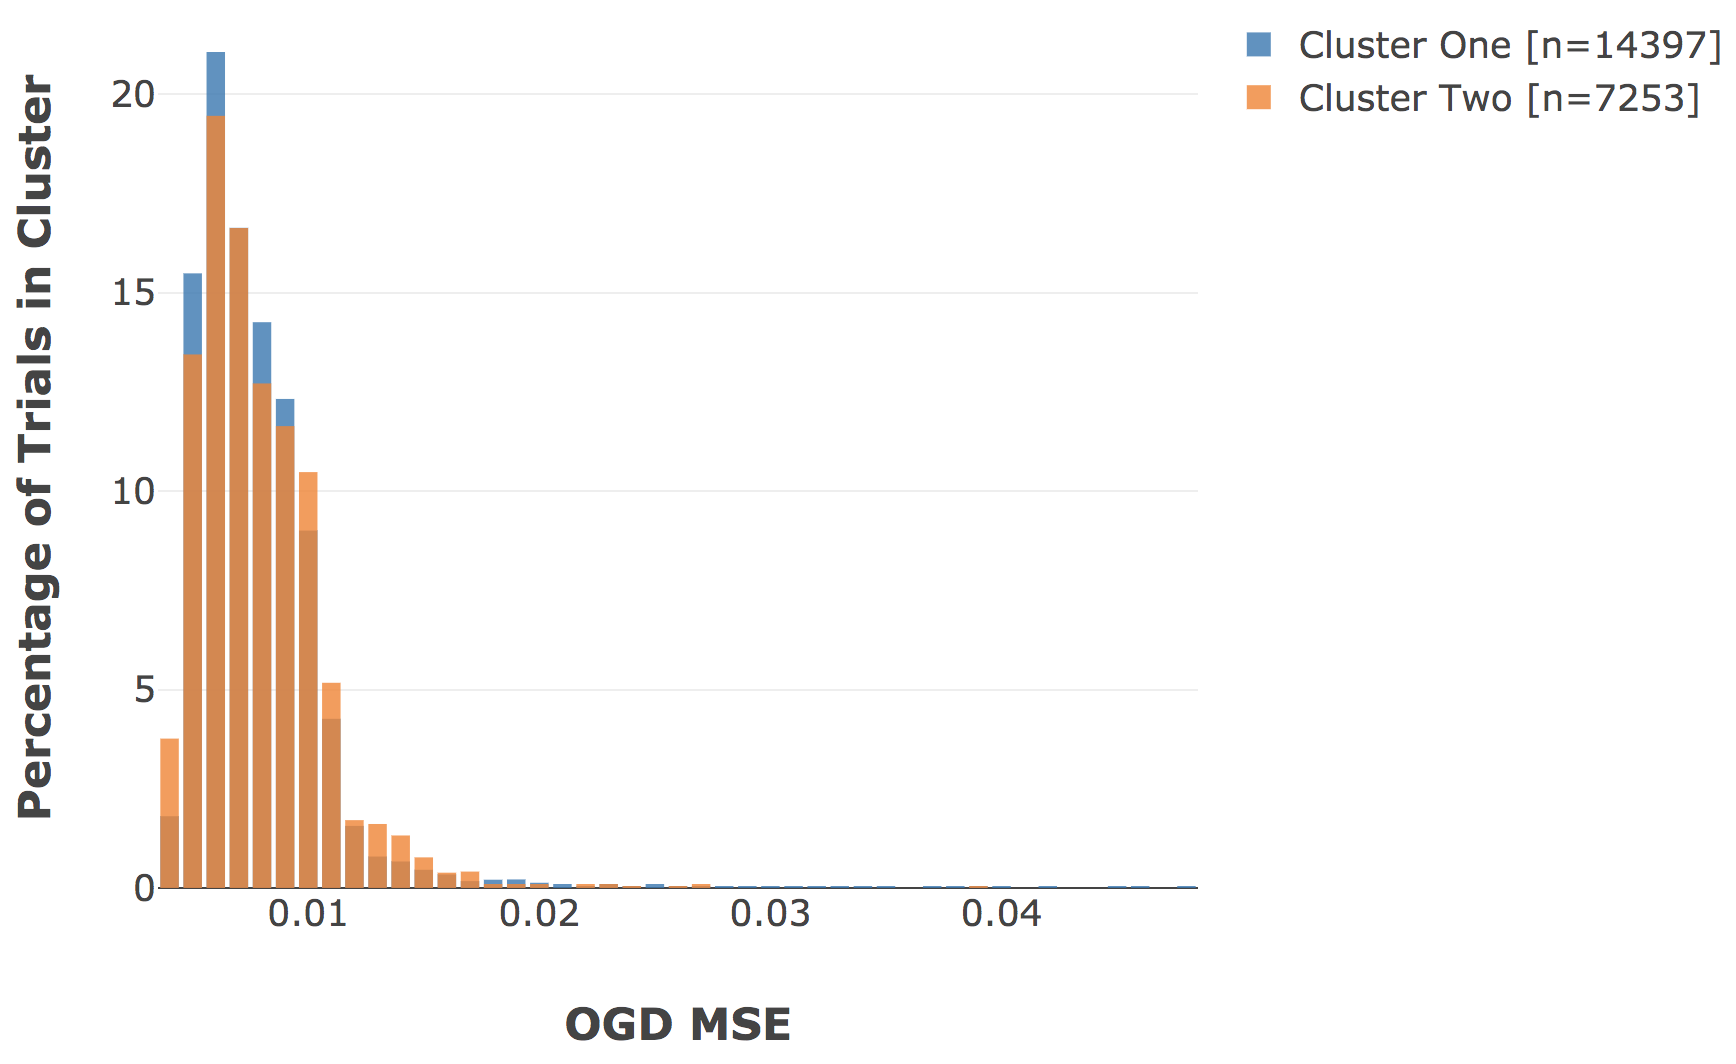 Cluster One [n=14397]
Cluster Two [n=7253]
Percentage of Trials in Cluster
20
15
10
5
0
0.01 0.02 0.03 0.04
OGD MSE